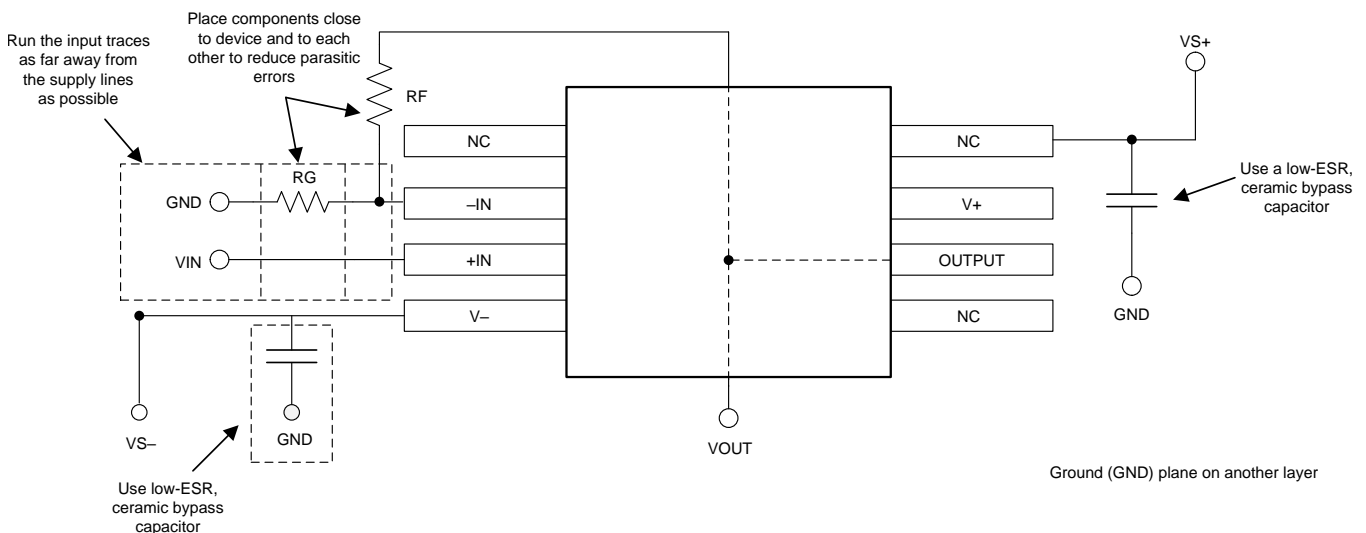 Place components close
to device and to each
other to reduce parasitic
errors
Run the input traces
as far away from
the supply lines
as possible
VS+
RF
NC
NC
Use a low-ESR,
ceramic bypass
capacitor
RG
GND
–IN
V+
VIN
+IN
OUTPUT
V–
NC
GND
VS–
GND
VOUT
Ground (GND) plane on another layer
Use low-ESR,
ceramic bypass
capacitor